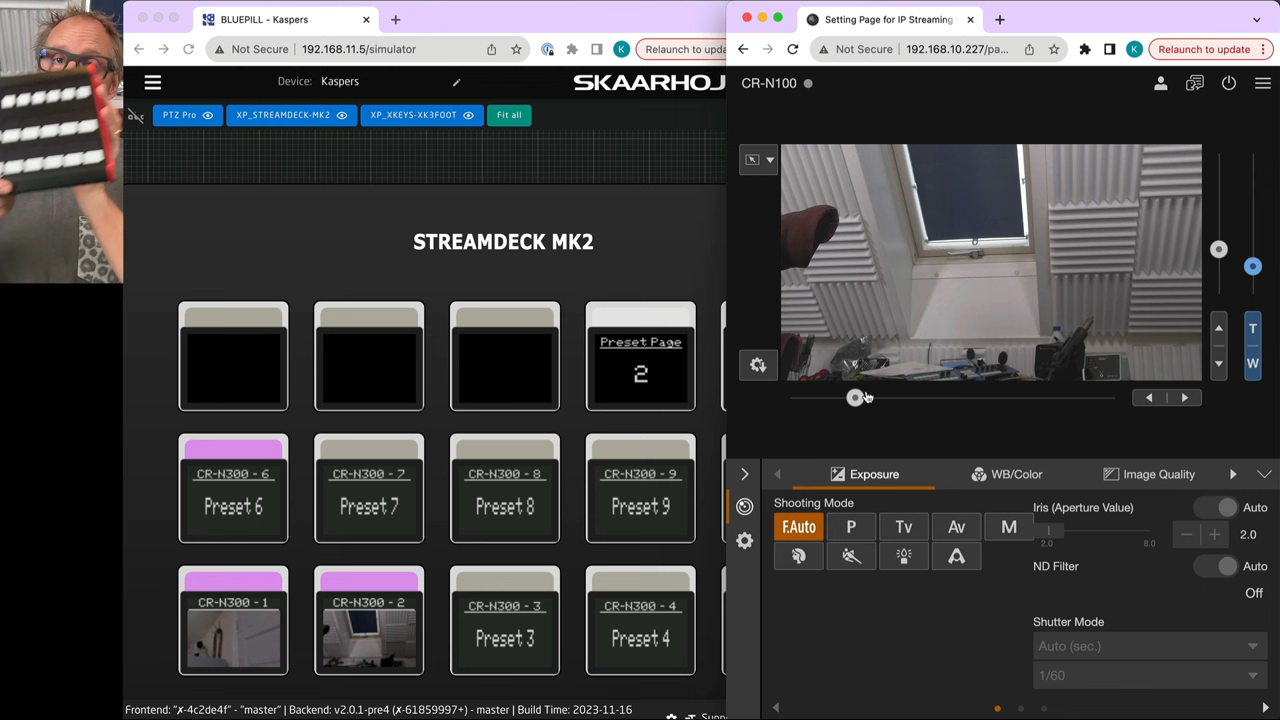 BLUEPILL - Kaspers
Not Secure | 192.168.11.5/simulator
K
Relaunch to upda
Device: Kaspers
SKAARHOJ
PTZ Pro
XP_STREAMDECK-MK2
XP_XKEYS-XK3FOOT
Fit all
STREAMDECK MK2
Preset Page
2
CR-N300 - 6
Preset 6
CR-N300 - 7
Preset 7
CR-N300 - 8
Preset 8
CR-N300 - 9
Preset 9
CR-N300 - 1
CR-N300 - 2
CR-N300 - 3
Preset 3
CR-N300 - 4
Preset 4
Frontend: "✗-4c2de4f" - "master" | Backend: v2.0.1-pre4 (✗-61859997+) - master | Build Time: 2023-11-16
Supp
Setting Page for IP Streaming
Not Secure | 192.168.10.227/pa...
K
Relaunch to update
CR-N100
T
W
Exposure
WB/Color
Image Quality
Shooting Mode
F.Auto
P
Tv
Av
M
Iris (Aperture Value)
Auto
2.0
8.0
2.0
ND Filter
Auto
Off
Shutter Mode
Auto (sec.)
1/60